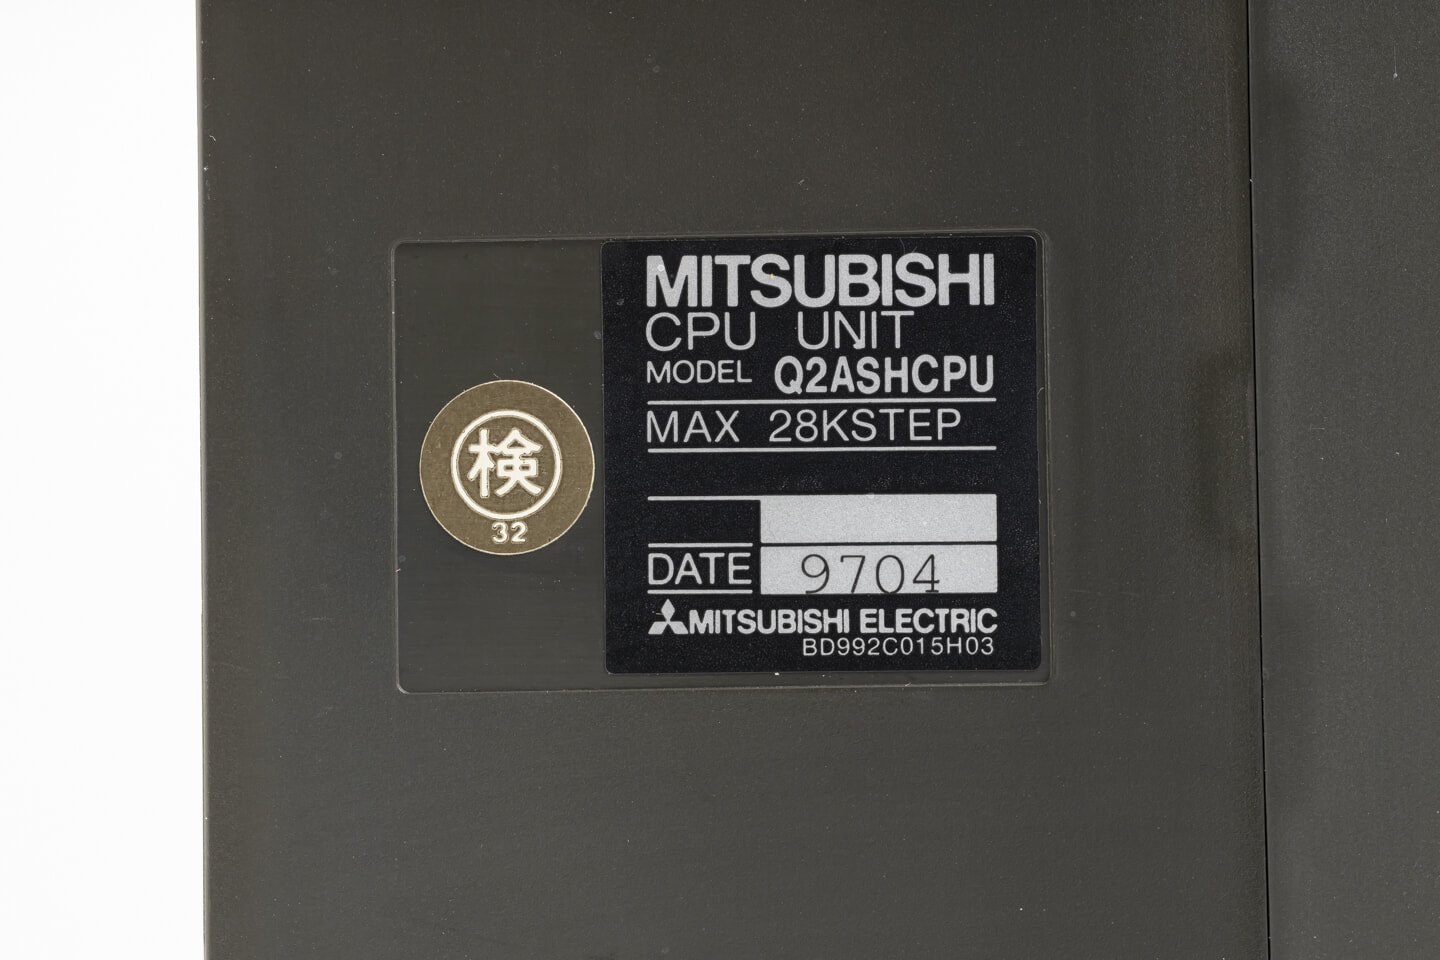 MITSUBISHI
CPU UNIT
MODEL Q2ASHCPU
MAX 28KSTEP
検
32
DATE 9704
MITSUBISHI ELECTRIC
BD992C015H03